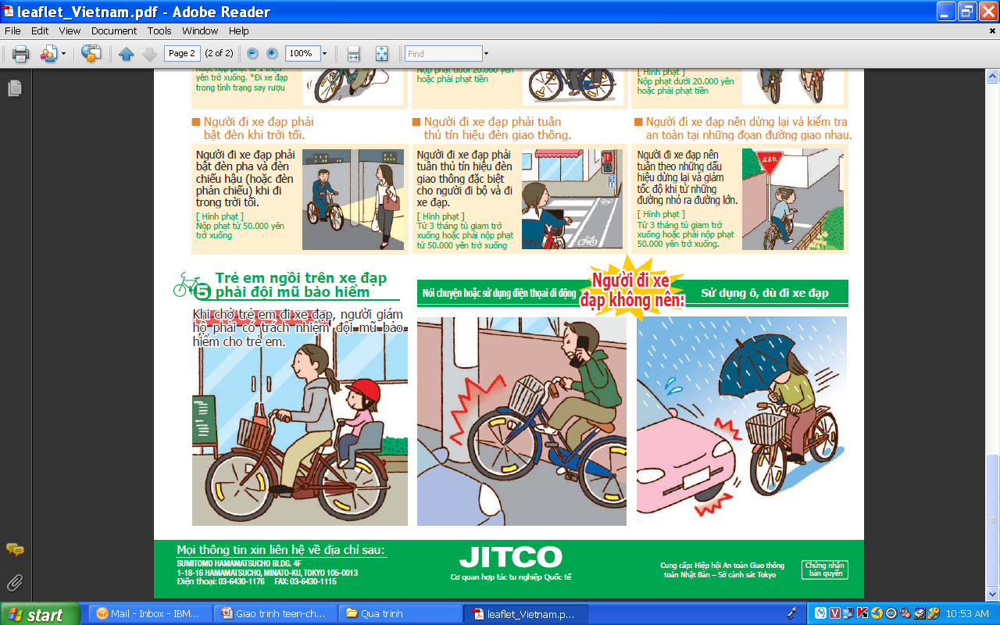 leaflet_Vietnam.pdf - Adobe Reader
File Edit View Document Tools Window Help
Page 2 (2 of 2) 100% Find
hoặc nộp phạt từ 1 triệu
yên trở xuống. *Đi xe đạp
trong tình trạng say rượu
Nộp phạt dưới 20.000 yên
hoặc phải phạt tiền
[ Hình phạt ]
Nộp phạt dưới 20.000 yên
hoặc phải phạt tiền
Người đi xe đạp phải
bật đèn khi trời tối.
Người đi xe đạp phải
bật đèn pha và đèn
chiếu hậu (hoặc đèn
phản chiếu) khi đi
trong trời tối.
[ Hình phạt ]
Nộp phạt từ 50.000 yên
trở xuống
Người đi xe đạp phải tuân
thủ tín hiệu đèn giao thông.
Người đi xe đạp phải
tuân thủ tín hiệu đèn
giao thông đặc biệt
cho người đi bộ và đi
xe đạp.
[ Hình phạt ]
Từ 3 tháng tù giam trở
xuống hoặc phải nộp phạt
từ 50.000 yên trở xuống
Người đi xe đạp nên dừng lại và kiểm tra
an toàn tại những đoạn đường giao nhau.
Người đi xe đạp nên
tuân theo những dấu
hiệu dừng lại và giảm
tốc độ khi từ những
đường nhỏ ra đường lớn.
[ Hình phạt ]
Từ 3 tháng tù giam trở
xuống hoặc phải nộp phạt
50.000 yên trở xuống.
止まれ
5 Trẻ em ngồi trên xe đạp
phải đội mũ bảo hiểm
Khi chở trẻ em đi xe đạp, người giám
hộ phải có trách nhiệm đội mũ bảo
hiểm cho trẻ em.
Người đi xe
đạp không nên:
Nói chuyện hoặc sử dụng điện thoại di động
Sử dụng ô, dù đi xe đạp
Mọi thông tin xin liên hệ về địa chỉ sau:
SUMITOMO HAMAMATSUCHO BLDG. 4F
1-18-16 HAMAMATSUCHO, MINATO-KU, TOKYO 105-0013
Điện thoại: 03-6430-1176 FAX: 03-6430-1115
JITCO
Cơ quan hợp tác tu nghiệp Quốc tế
Cung cấp: Hiệp hội An toàn Giao thông
toàn Nhật Bản – Sở cảnh sát Tokyo
Chứng nhận
bản quyền
start Mail - Inbox - IBM... Giao trinh teen-ch... Qua trinh leaflet_Vietnam.p... 10:53 AM